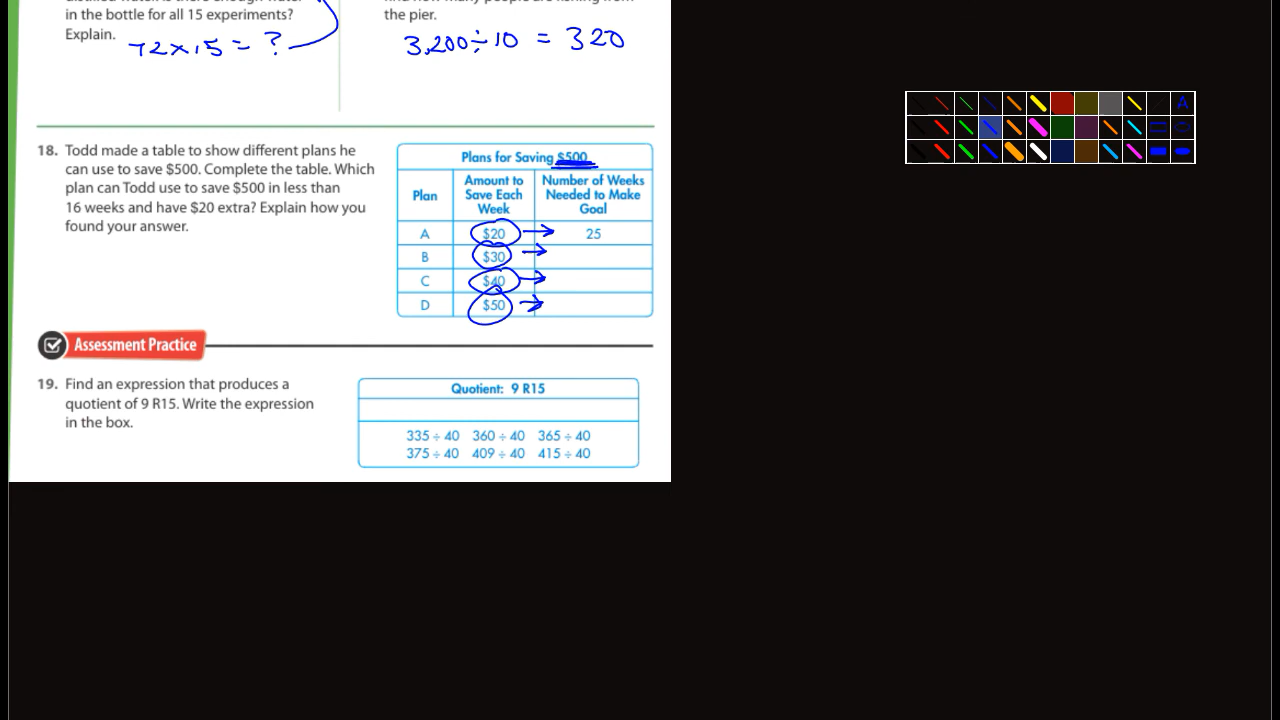 in the bottle for all 15 experiments?
Explain.
72×15 = ?
the pier.
3,200÷10 = 320
18. Todd made a table to show different plans he
can use to save $500. Complete the table. Which
plan can Todd use to save $500 in less than
16 weeks and have $20 extra? Explain how you
found your answer.
Plans for Saving $500
Plan Amount to Save Each Week Number of Weeks Needed to Make Goal
A $20 → 25
B $30 →
C $40 →
D $50 →
Assessment Practice
19. Find an expression that produces a
quotient of 9 R15. Write the expression
in the box.
Quotient: 9 R15
335 ÷ 40 360 ÷ 40 365 ÷ 40
375 ÷ 40 409 ÷ 40 415 ÷ 40
A